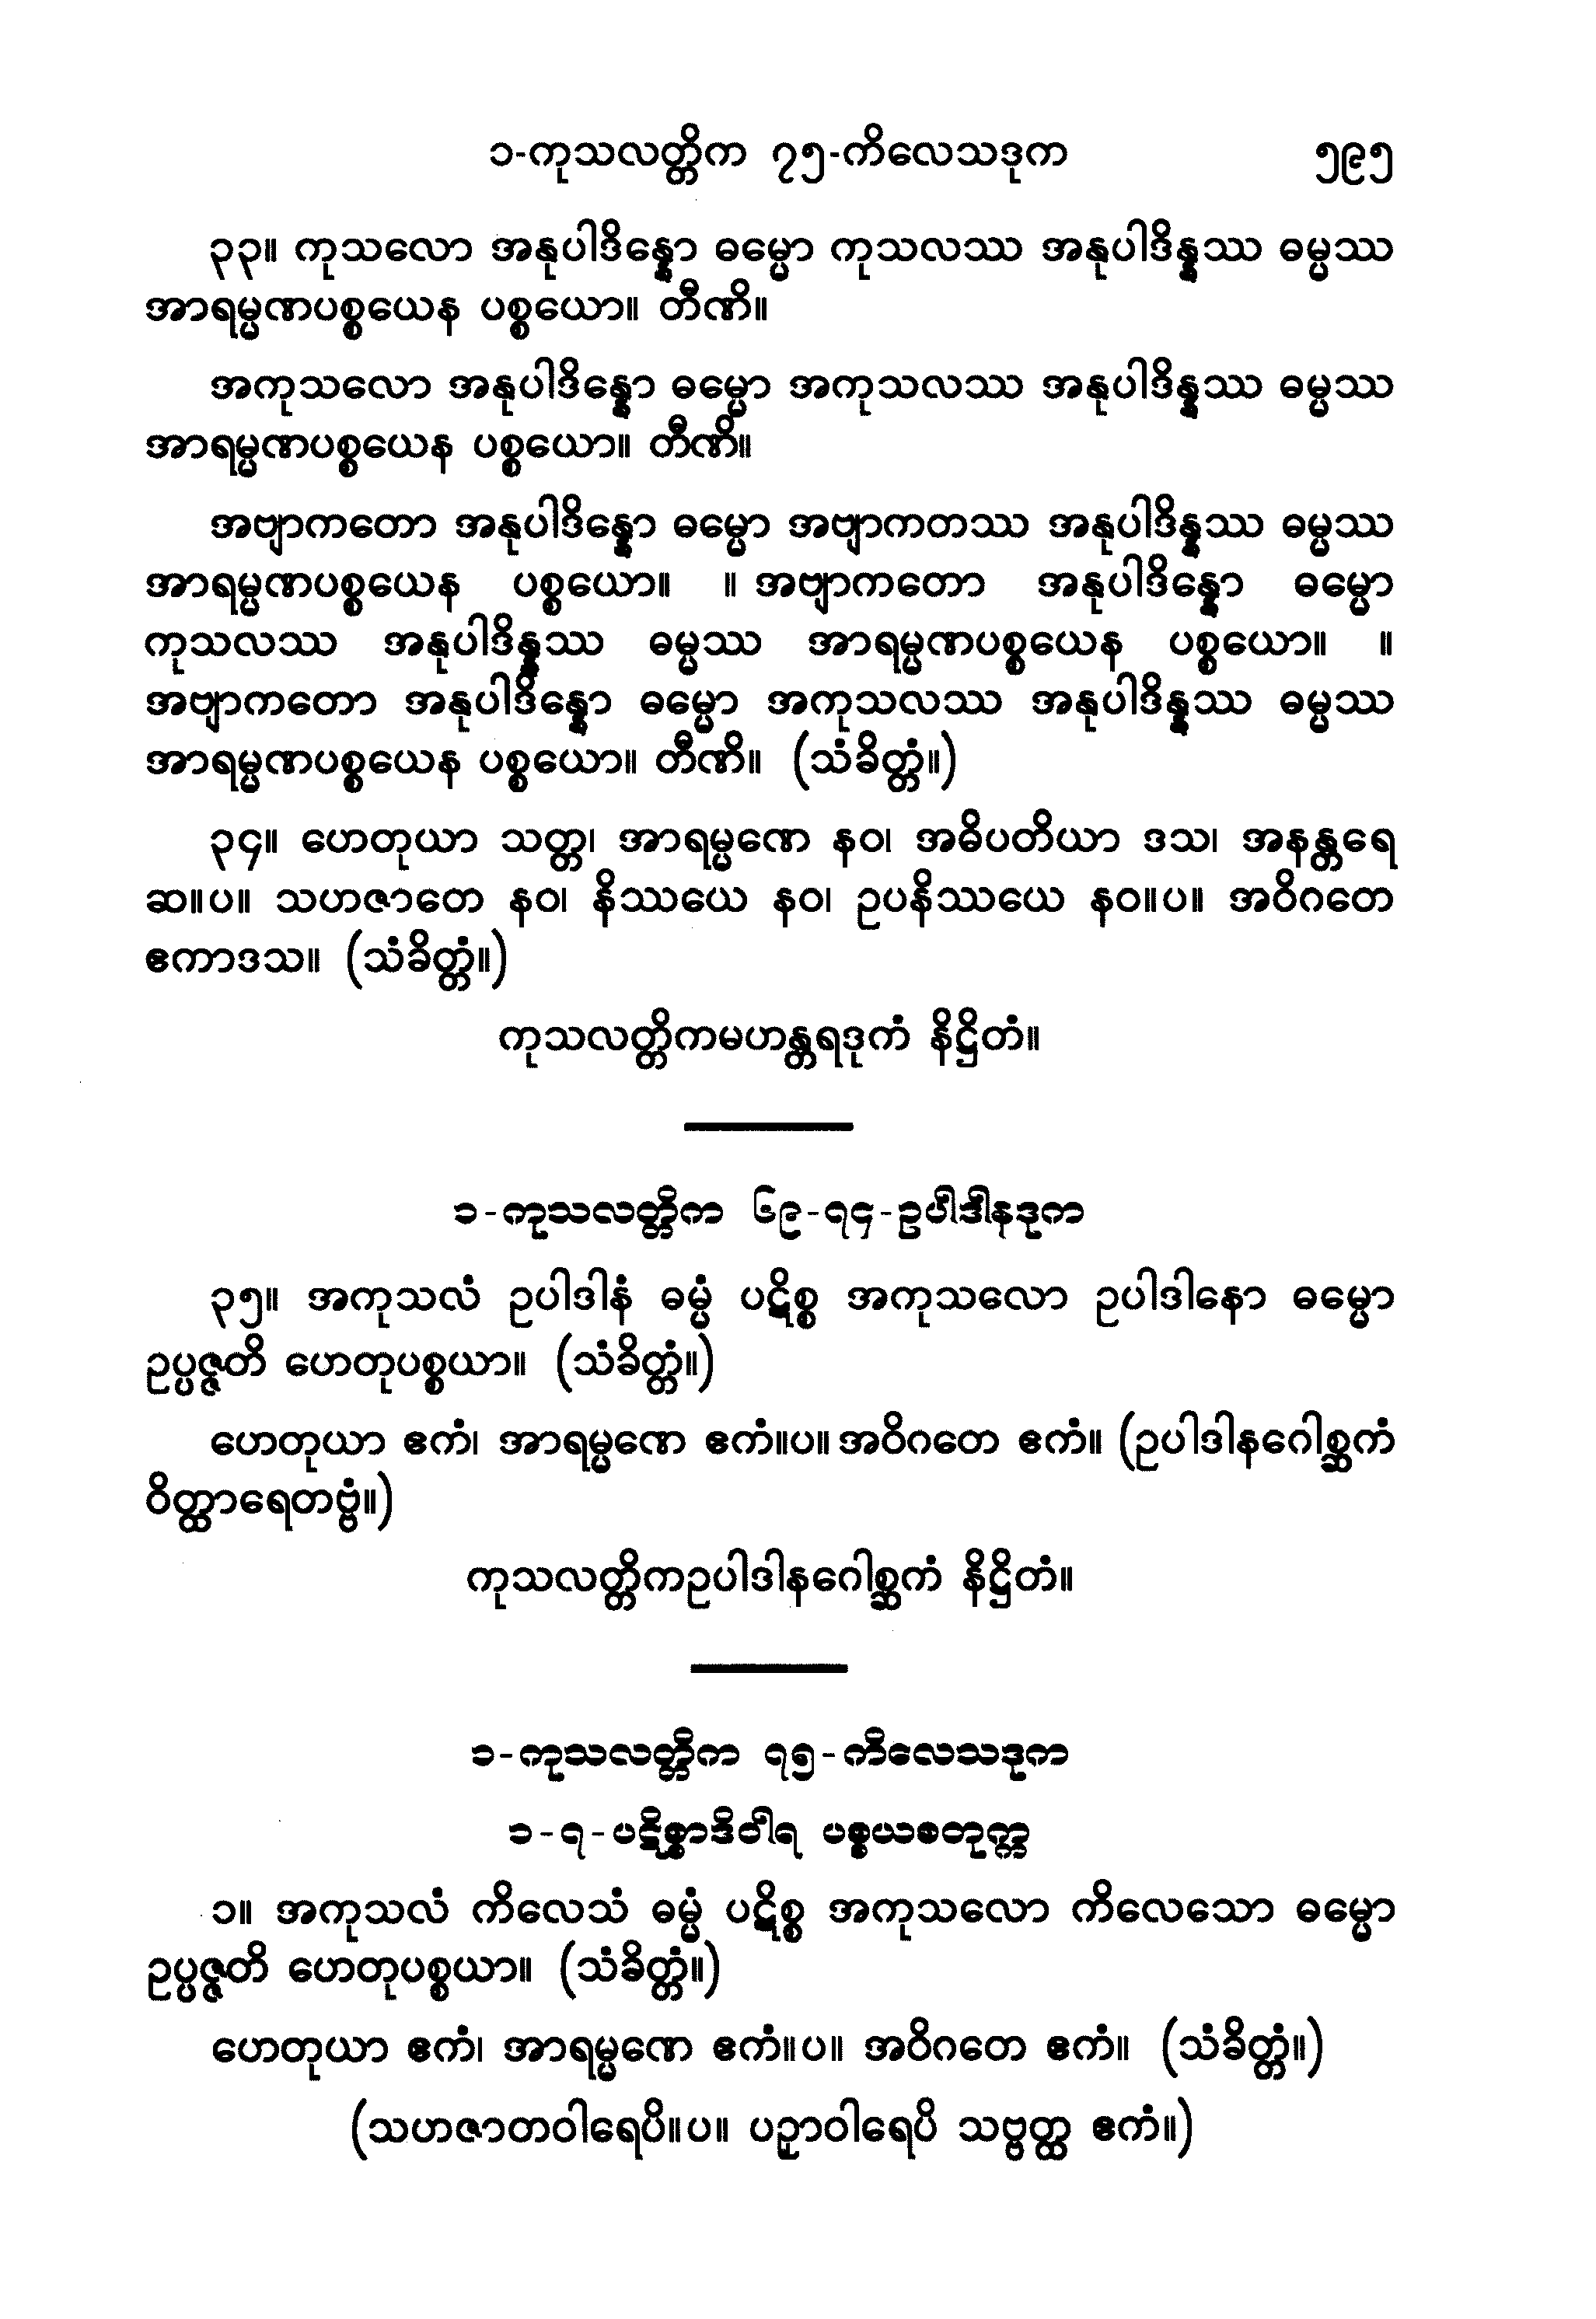 ၁-ကုသလတ္တိက ၇၅-ကိလေသဒုက ၅၉၅
၃၃။ ကုသလော အနုပါဒိန္နော ဓမ္မော ကုသလဿ အနုပါဒိန္နဿ ဓမ္မဿ
အာရမ္မဏပစ္စယေန ပစ္စယော။ တီဏိ။
အကုသလော အနုပါဒိန္နော ဓမ္မော အကုသလဿ အနုပါဒိန္နဿ ဓမ္မဿ
အာရမ္မဏပစ္စယေန ပစ္စယော။ တီဏိ။
အဗျာကတော အနုပါဒိန္နော ဓမ္မော အဗျာကတဿ အနုပါဒိန္နဿ ဓမ္မဿ
အာရမ္မဏပစ္စယေန ပစ္စယော။ ။ အဗျာကတော အနုပါဒိန္နော ဓမ္မော
ကုသလဿ အနုပါဒိန္နဿ ဓမ္မဿ အာရမ္မဏပစ္စယေန ပစ္စယော။ ။
အဗျာကတော အနုပါဒိန္နော ဓမ္မော အကုသလဿ အနုပါဒိန္နဿ ဓမ္မဿ
အာရမ္မဏပစ္စယေန ပစ္စယော။ တီဏိ။ (သံခိတ္တံ။)
၃၄။ ဟေတုယာ သတ္တ၊ အာရမ္မဏေ နဝ၊ အဓိပတိယာ ဒသ၊ အနန္တရေ
ဆ။ပ။ သဟဇာတေ နဝ၊ နိဿယေ နဝ၊ ဥပနိဿယေ နဝ။ပ။ အဝိဂတေ
ဧကာဒသ။ (သံခိတ္တံ။)
ကုသလတ္တိကမဟန္တရဒုကံ နိဋ္ဌိတံ။
၁-ကုသလတ္တိက ၆၉-၇၄-ဥပါဒါနဒုက
၃၅။ အကုသလံ ဥပါဒါနံ ဓမ္မံ ပဋိစ္စ အကုသလော ဥပါဒါနော ဓမ္မော
ဥပ္ပဇ္ဇတိ ဟေတုပစ္စယာ။ (သံခိတ္တံ။)
ဟေတုယာ ဧကံ၊ အာရမ္မဏေ ဧကံ။ပ။ အဝိဂတေ ဧကံ။ (ဥပါဒါနဂေါစ္ဆကံ
ဝိတ္ထာရေတဗ္ဗံ။)
ကုသလတ္တိကဥပါဒါနဂေါစ္ဆကံ နိဋ္ဌိတံ။
၁-ကုသလတ္တိက ၇၅-ကိလေသဒုက
၁-၇-ပဋိစ္စာဒိဝါရ ပစ္စယစတုက္က
၁။ အကုသလံ ကိလေသံ ဓမ္မံ ပဋိစ္စ အကုသလော ကိလေသော ဓမ္မော
ဥပ္ပဇ္ဇတိ ဟေတုပစ္စယာ။ (သံခိတ္တံ။)
ဟေတုယာ ဧကံ၊ အာရမ္မဏေ ဧကံ။ပ။ အဝိဂတေ ဧကံ။ (သံခိတ္တံ။)
(သဟဇာတဝါရေပိ။ပ။ ပဉှာဝါရေပိ သဗ္ဗတ္ထ ဧကံ။)